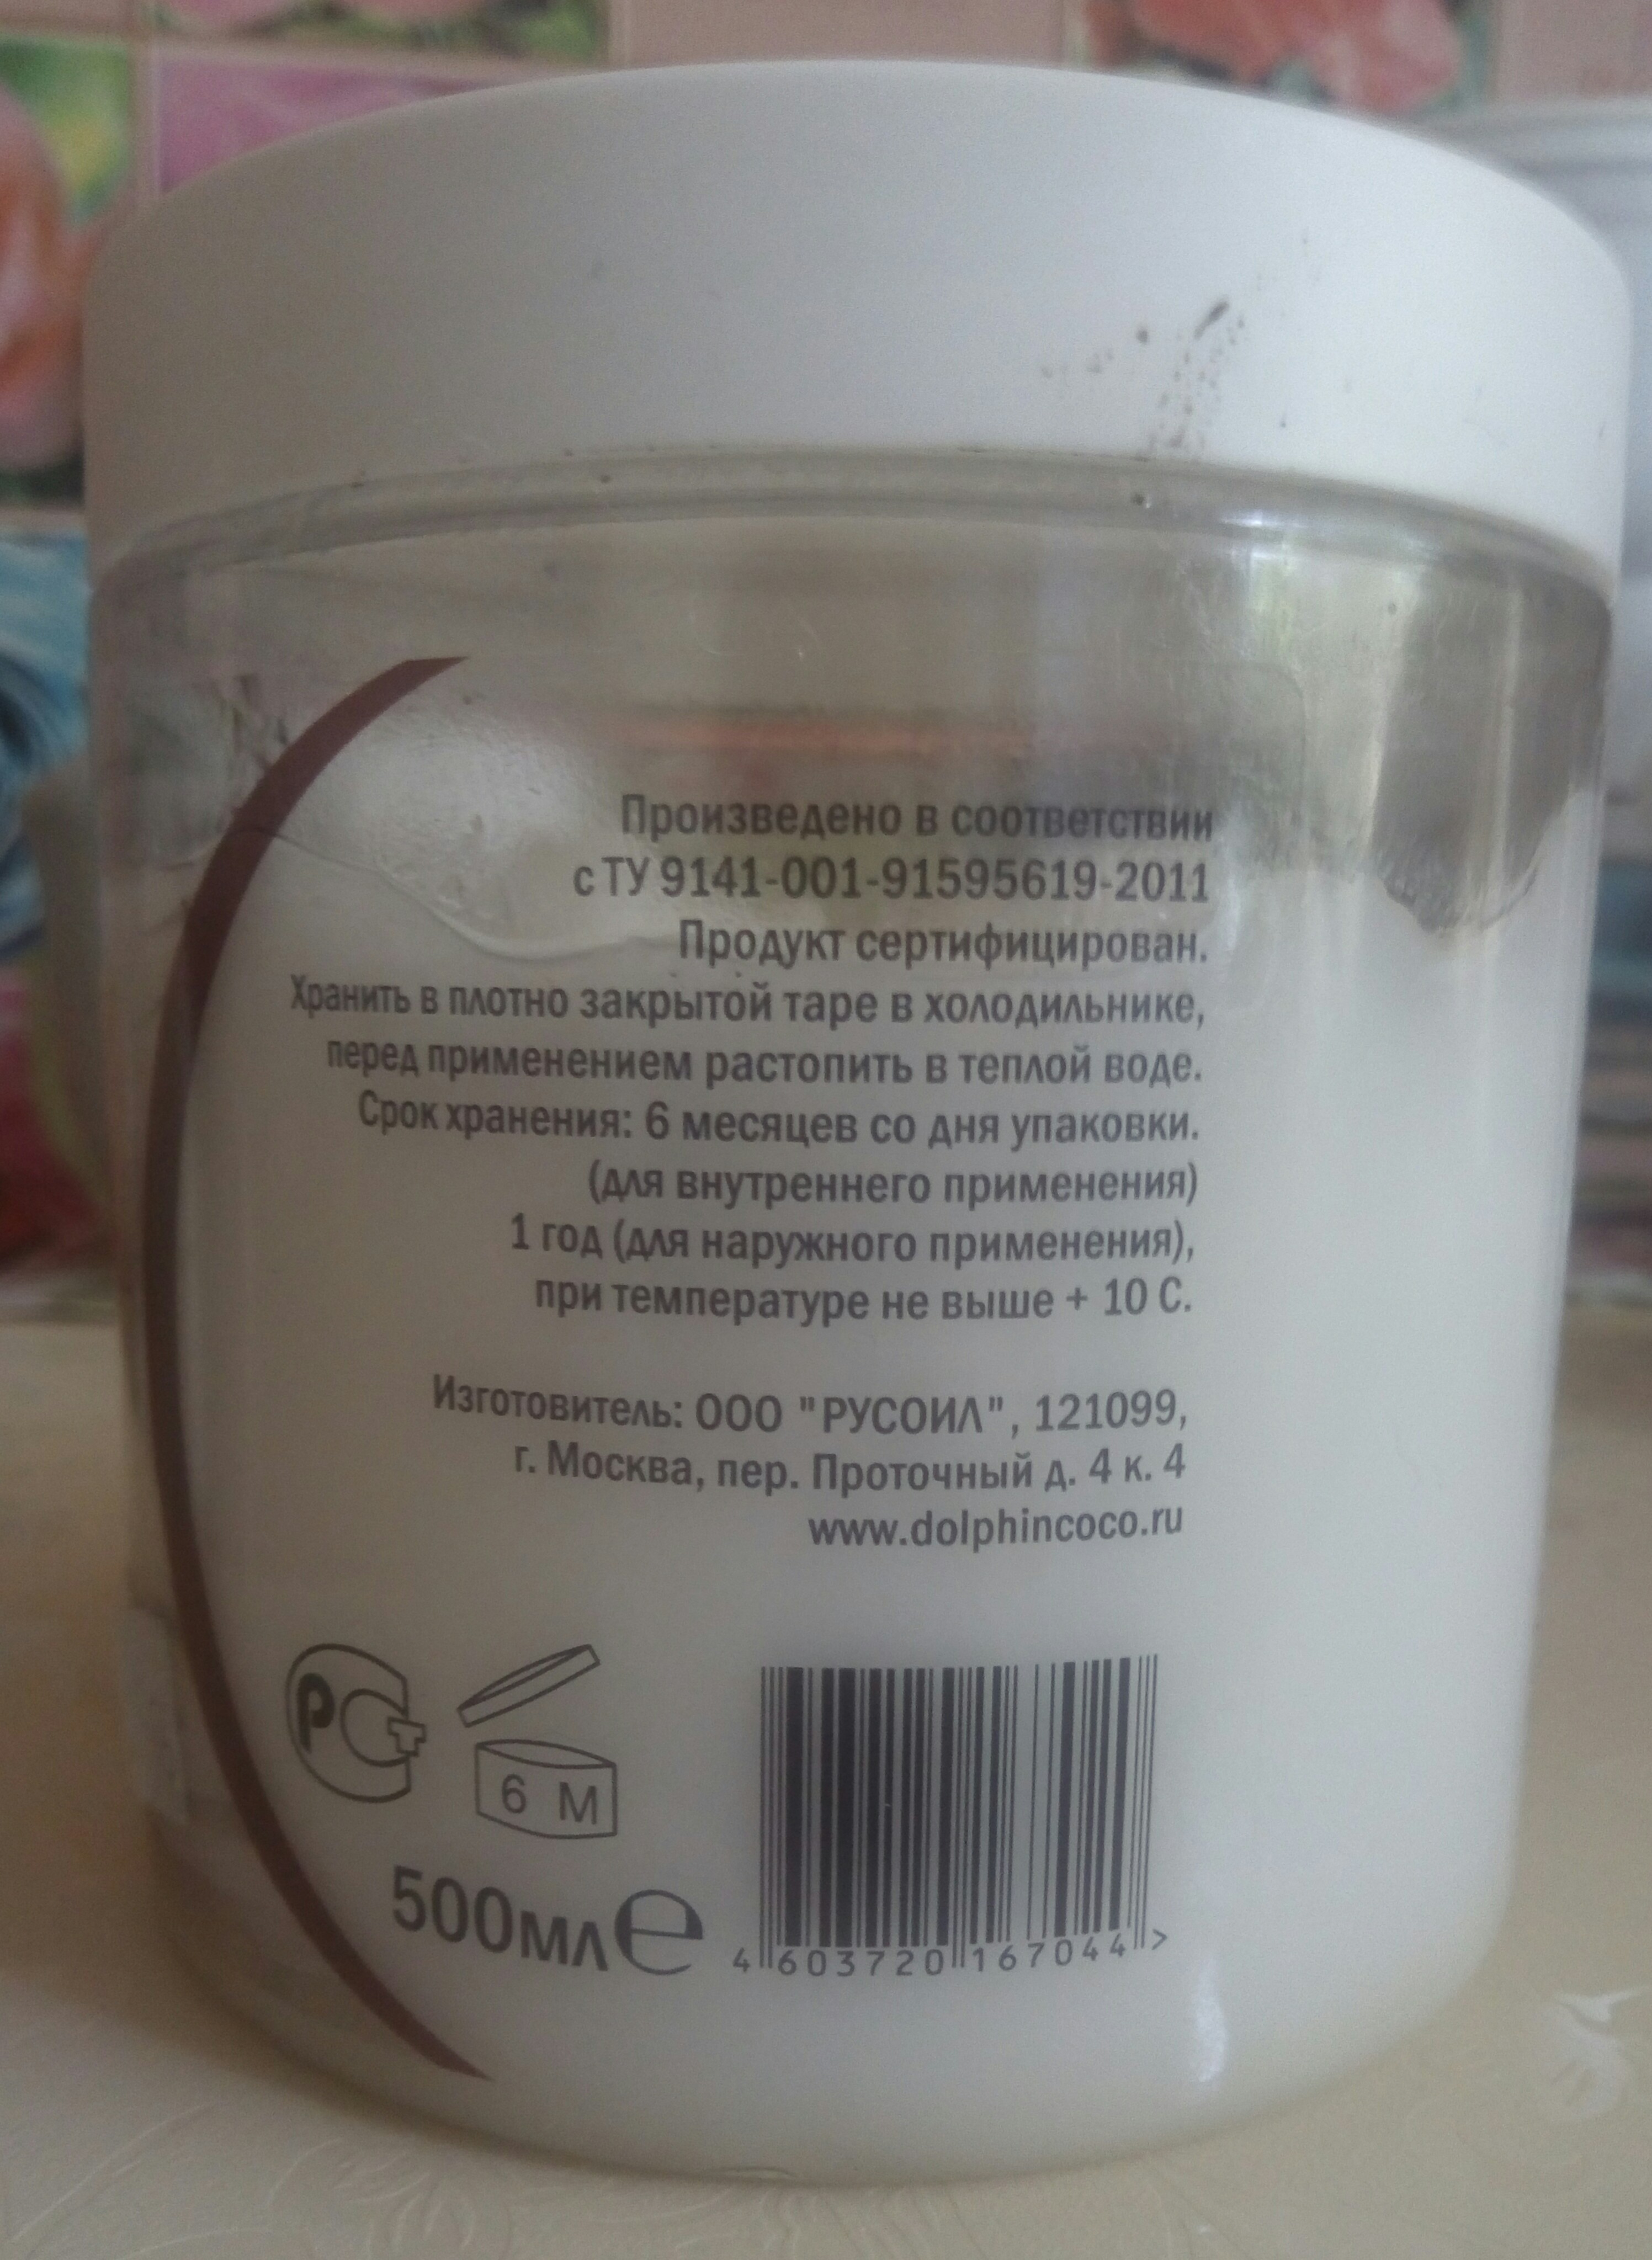 Произведено в соответствии
с ТУ 9141-001-91595619-2011
Продукт сертифицирован.
Хранить в плотно закрытой таре в холодильнике,
перед применением растопить в теплой воде.
Срок хранения: 6 месяцев со дня упаковки.
(для внутреннего применения)
1 год (для наружного применения),
при температуре не выше + 10 С.
Изготовитель: ООО "РУСОИЛ", 121099,
г. Москва, пер. Проточный д. 4 к. 4
www.dolphincoco.ru
РСТ
6 М
500мл e
4 603720 167044 >